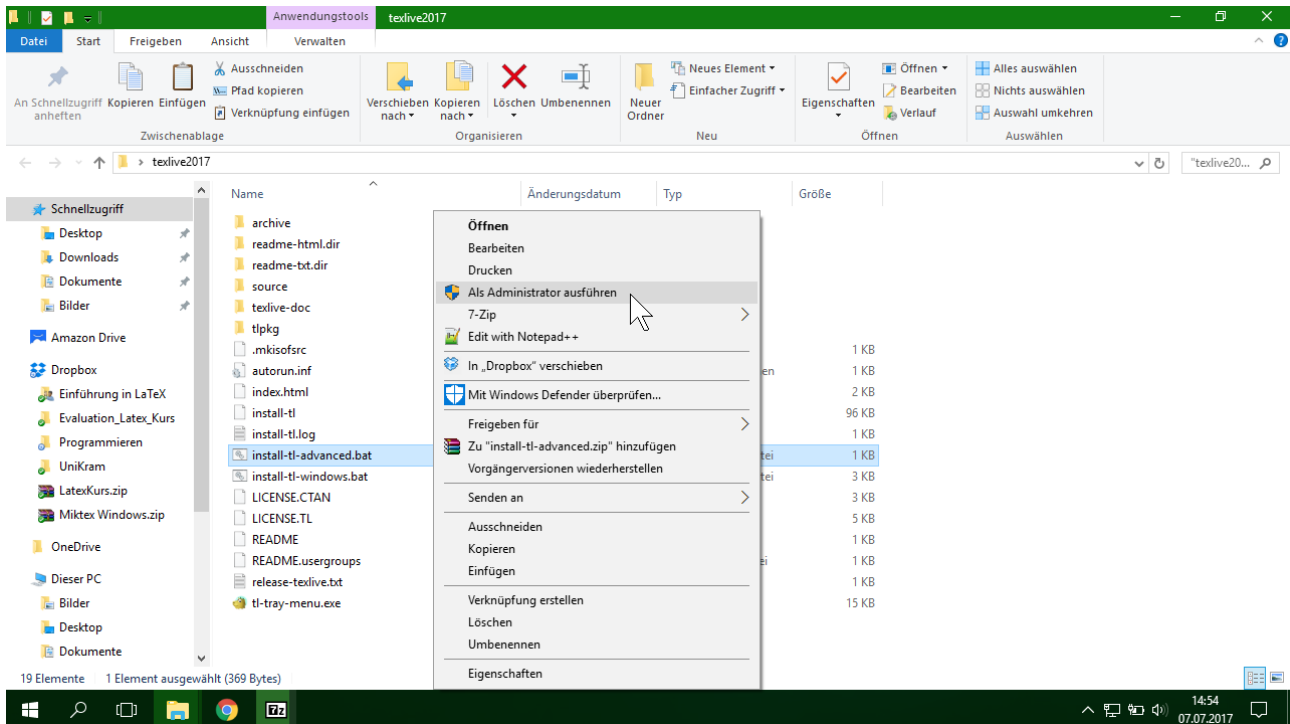 Anwendungstools texlive2017
Datei Start Freigeben Ansicht Verwalten
An Schnellzugriff anheften
Kopieren
Einfügen
Ausschneiden
Pfad kopieren
Verknüpfung einfügen
Zwischenablage
Verschieben nach
Kopieren nach
Löschen
Umbenennen
Organisieren
Neuer Ordner
Neues Element
Einfacher Zugriff
Neu
Eigenschaften
Öffnen
Bearbeiten
Verlauf
Öffnen
Alles auswählen
Nichts auswählen
Auswahl umkehren
Auswählen
texlive2017
"texlive20...
Schnellzugriff
Desktop
Downloads
Dokumente
Bilder
Amazon Drive
Dropbox
Einführung in LaTeX
Evaluation_Latex_Kurs
Programmieren
UniKram
LatexKurs.zip
Miktex Windows.zip
OneDrive
Dieser PC
Bilder
Desktop
Dokumente
Name Änderungsdatum Typ Größe
archive
readme-html.dir
readme-txt.dir
source
texlive-doc
tlpkg
.mkisofsrc 1 KB
autorun.inf en 1 KB
index.html 2 KB
install-tl 96 KB
install-tl.log 1 KB
install-tl-advanced.bat tei 1 KB
install-tl-windows.bat tei 3 KB
LICENSE.CTAN 3 KB
LICENSE.TL 5 KB
README 1 KB
README.usergroups ei 1 KB
release-texlive.txt 1 KB
tl-tray-menu.exe 15 KB
Öffnen
Bearbeiten
Drucken
Als Administrator ausführen
7-Zip
Edit with Notepad++
In „Dropbox“ verschieben
Mit Windows Defender überprüfen...
Freigeben für
Zu "install-tl-advanced.zip" hinzufügen
Vorgängerversionen wiederherstellen
Senden an
Ausschneiden
Kopieren
Einfügen
Verknüpfung erstellen
Löschen
Umbenennen
Eigenschaften
19 Elemente 1 Element ausgewählt (369 Bytes)
7z
14:54
07.07.2017